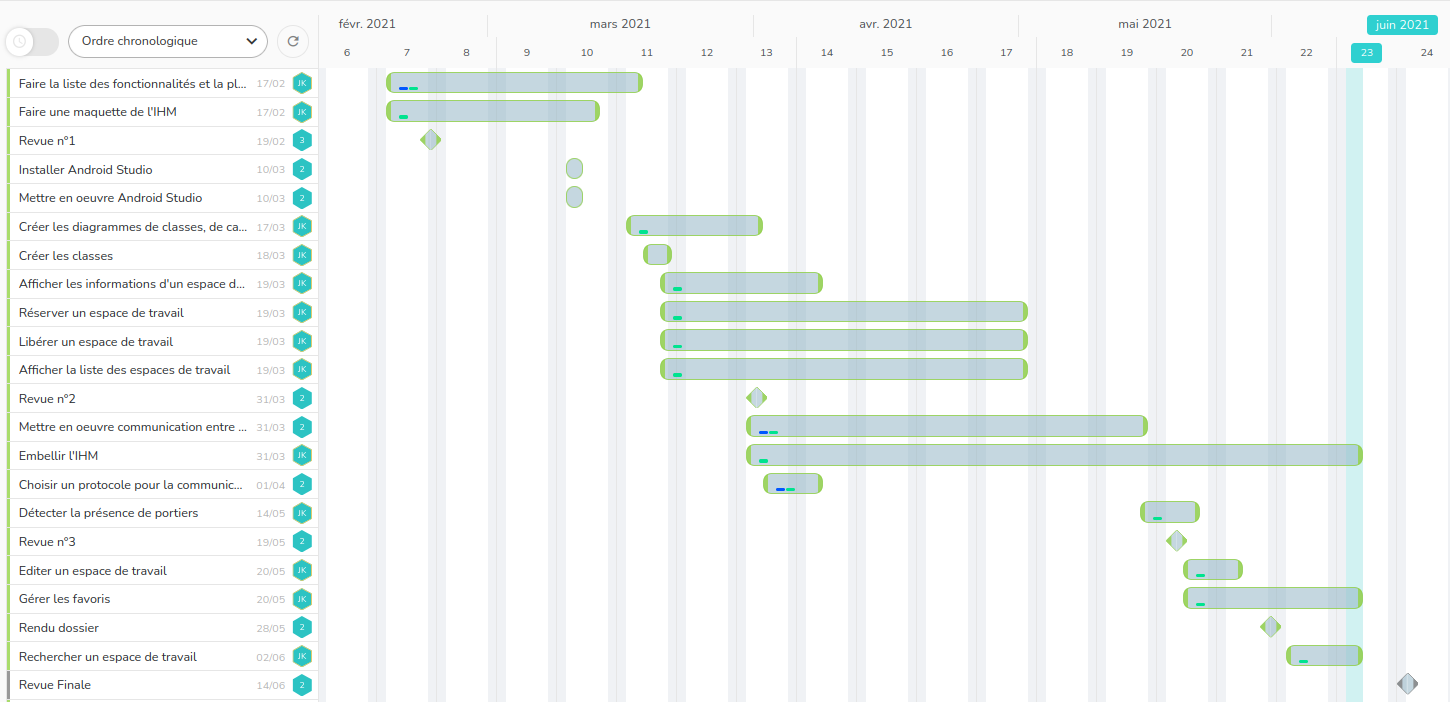 févr. 2021 mars 2021 avr. 2021 mai 2021 juin 2021
Ordre chronologique
6 7 8 9 10 11 12 13 14 15 16 17 18 19 20 21 22 23 24
Faire la liste des fonctionnalités et la pl... 17/02 JK
Faire une maquette de l'IHM 17/02 JK
Revue n°1 19/02 3
Installer Android Studio 10/03 2
Mettre en oeuvre Android Studio 10/03 2
Créer les diagrammes de classes, de ca... 17/03 JK
Créer les classes 18/03 JK
Afficher les informations d'un espace d... 19/03 JK
Réserver un espace de travail 19/03 JK
Libérer un espace de travail 19/03 JK
Afficher la liste des espaces de travail 19/03 JK
Revue n°2 31/03 2
Mettre en oeuvre communication entre ... 31/03 2
Embellir l'IHM 31/03 JK
Choisir un protocole pour la communic... 01/04 2
Détecter la présence de portiers 14/05 JK
Revue n°3 19/05 2
Editer un espace de travail 20/05 JK
Gérer les favoris 20/05 JK
Rendu dossier 28/05 2
Rechercher un espace de travail 02/06 JK
Revue Finale 14/06 2